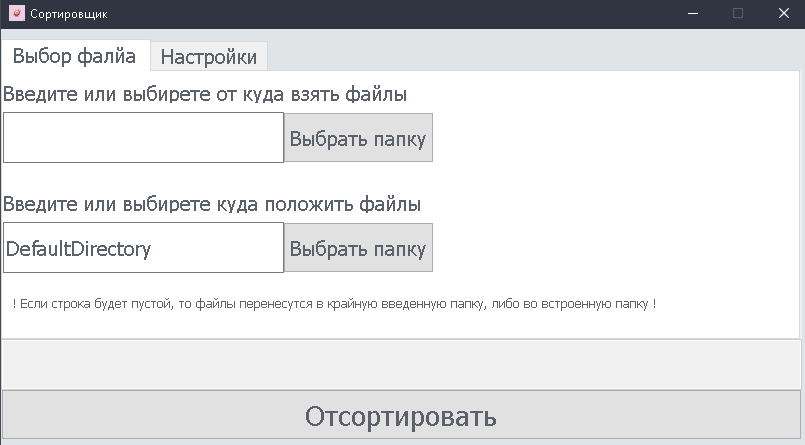 Сортировщик
Выбор фалйа
Настройки
Введите или выбирете от куда взять файлы
Выбрать папку
Введите или выбирете куда положить файлы
DefaultDirectory
Выбрать папку
! Если строка будет пустой, то файлы перенесутся в крайную введенную папку, либо во встроенную папку !
Отсортировать